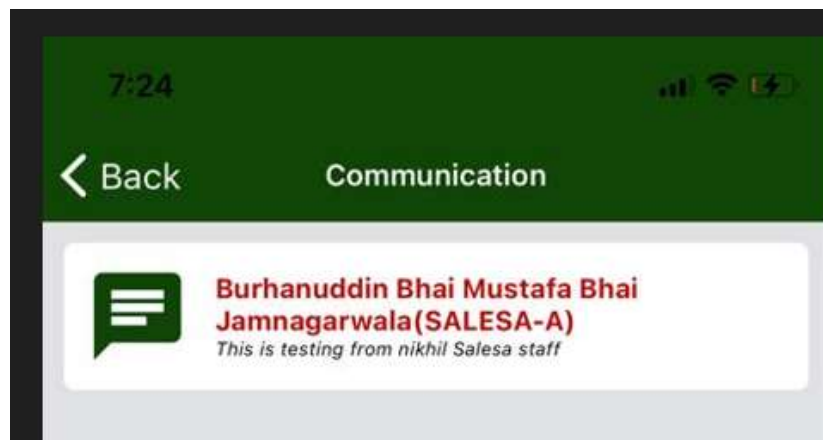 7:24
Back
Communication
Burhanuddin Bhai Mustafa Bhai
Jamnagarwala(SALESA-A)
This is testing from nikhil Salesa staff